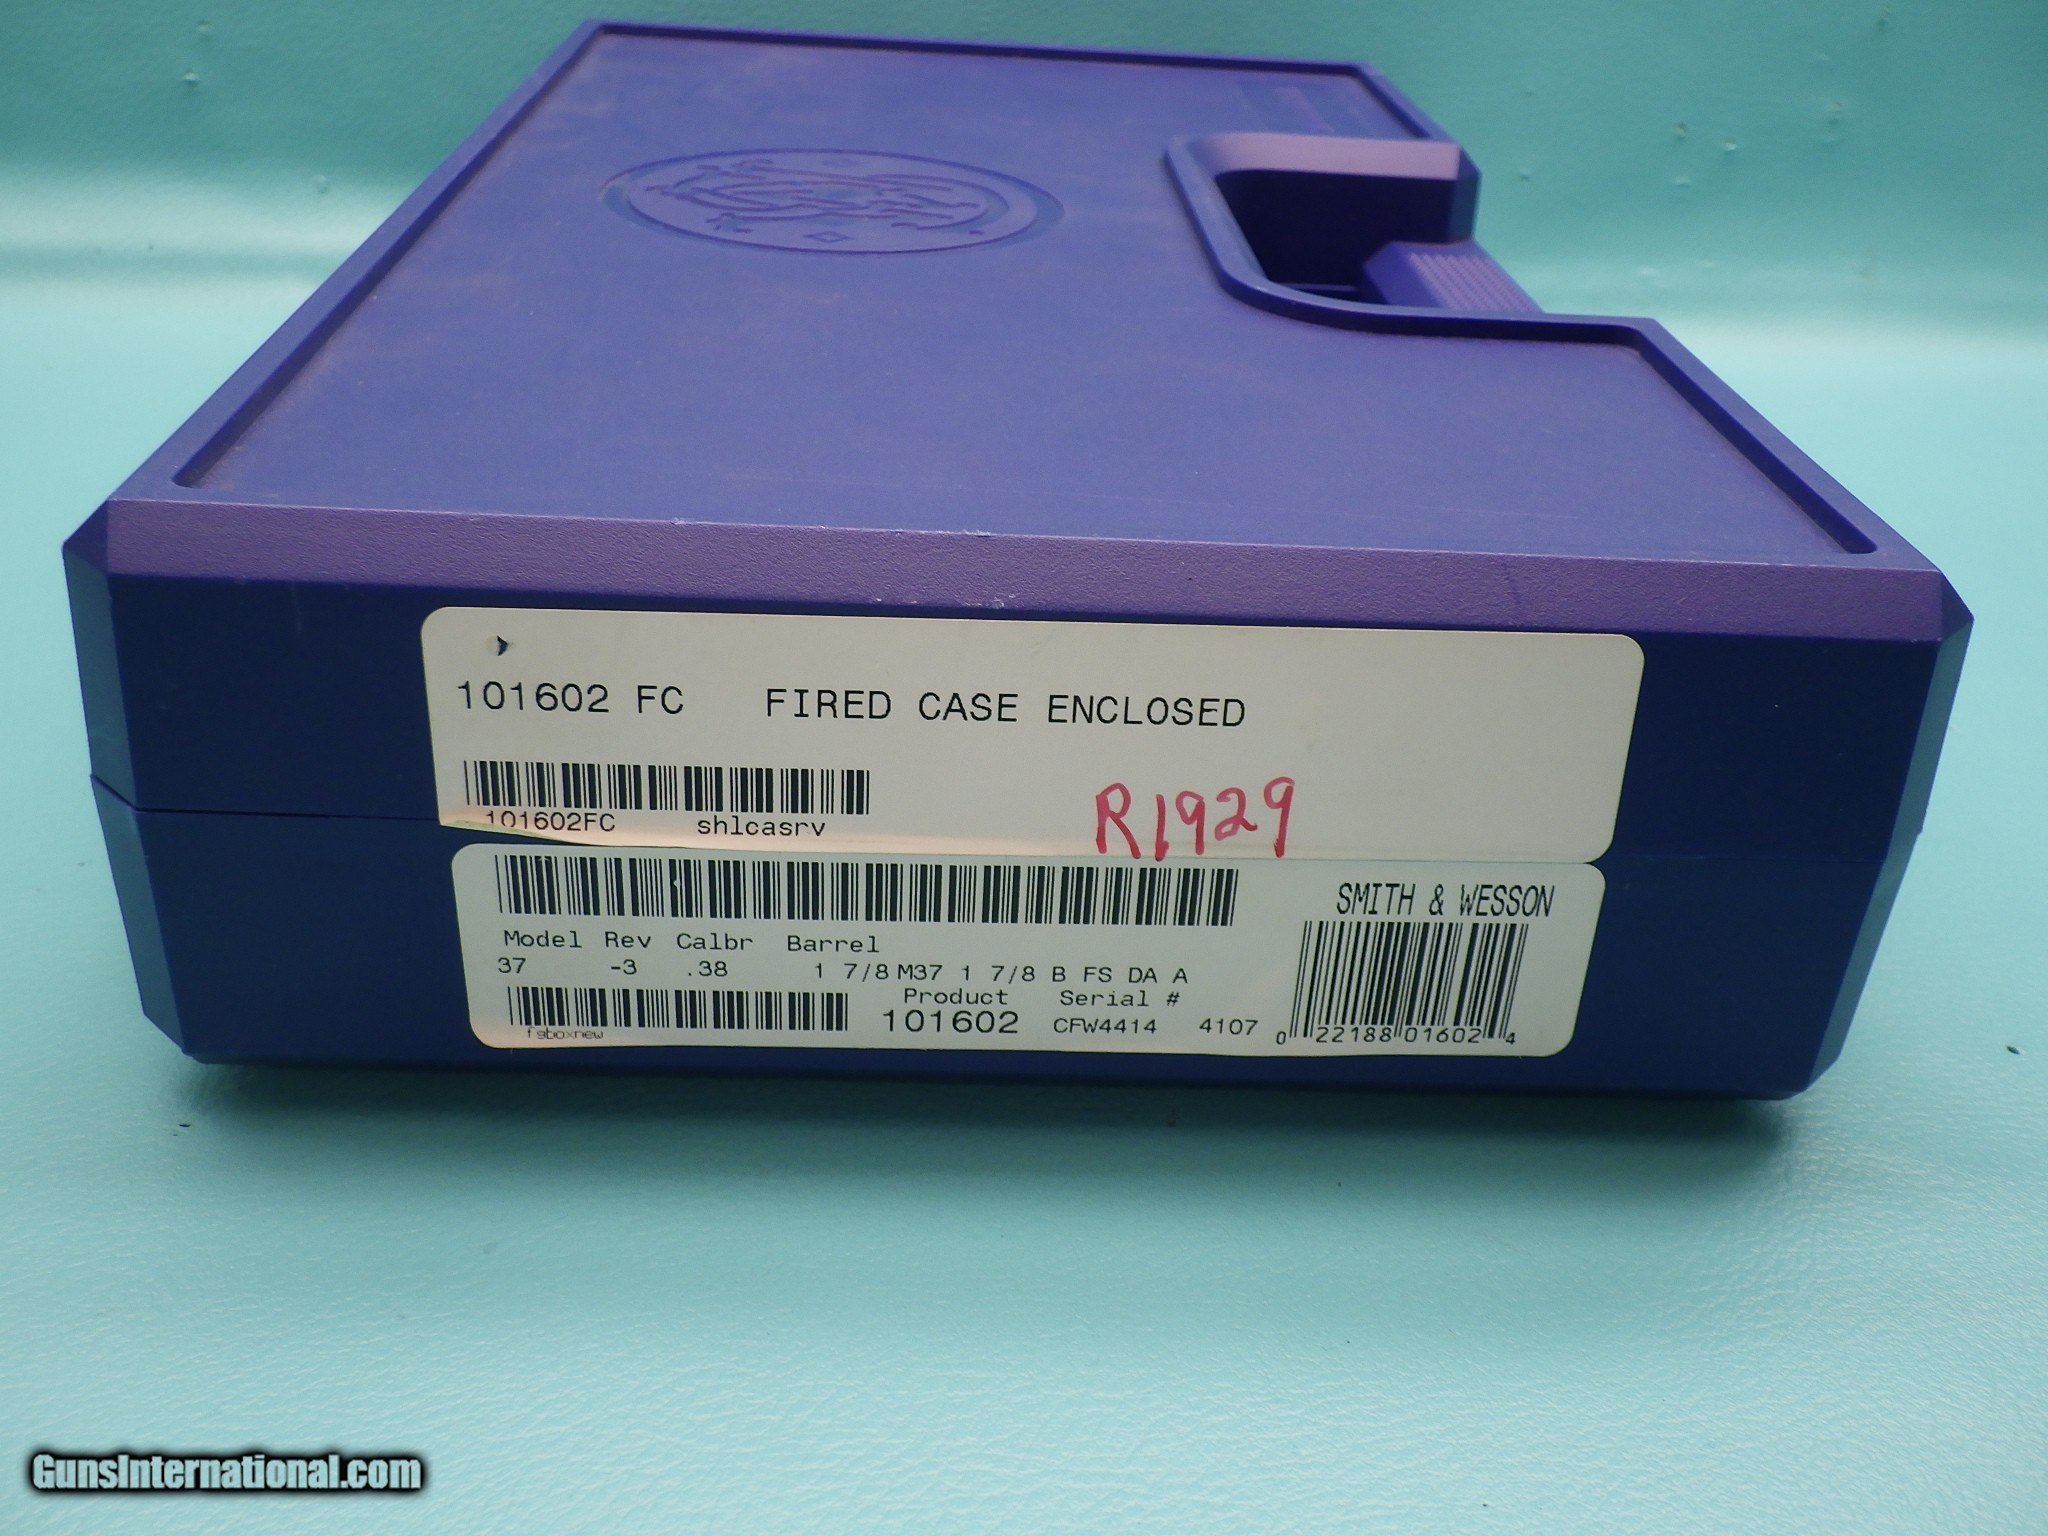 101602 FC FIRED CASE ENCLOSED
101602FC shlcasrv
R1929
SMITH & WESSON
Model Rev Calbr Barrel
37 -3 .38 1 7/8 M37 1 7/8 B FS DA A
Product Serial #
101602 CFW4414 4107
fgboxnew
0 22188 01602 4
GunsInternational.com